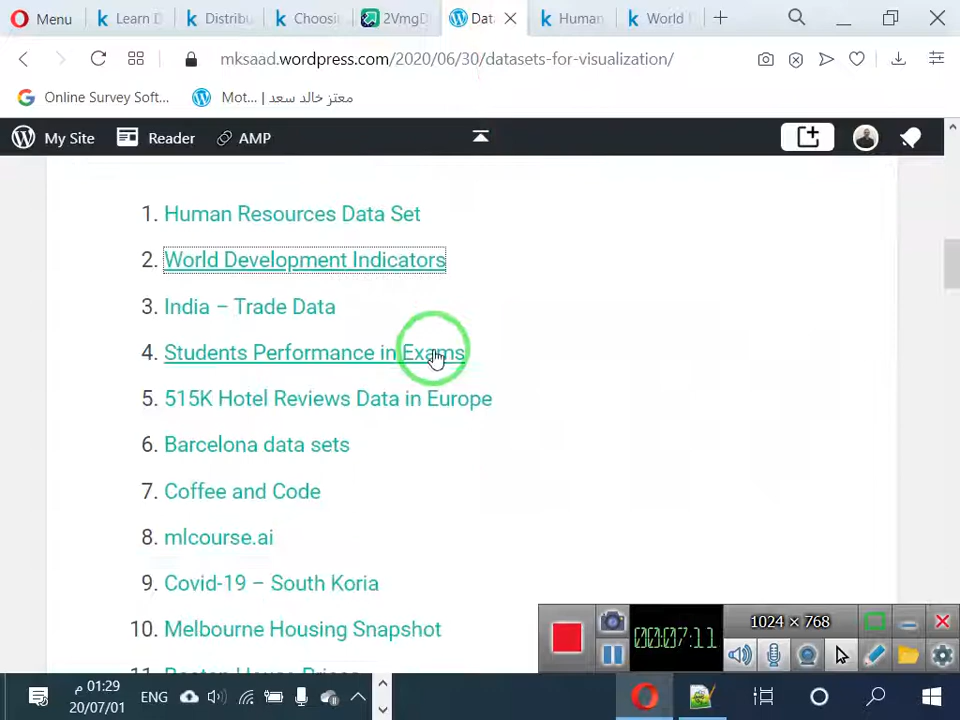 Menu
Learn D
Distribu
Choosi
2VmgD
Dat
Human
World
mksaad.wordpress.com/2020/06/30/datasets-for-visualization/
Online Survey Soft...
Mot... | معتز خالد سعد
My Site
Reader
AMP
1. Human Resources Data Set
2. World Development Indicators
3. India – Trade Data
4. Students Performance in Exams
5. 515K Hotel Reviews Data in Europe
6. Barcelona data sets
7. Coffee and Code
8. mlcourse.ai
9. Covid-19 – South Koria
10. Melbourne Housing Snapshot
11. Boston House Prices
1024 × 768
00:07:11
01:29 م
ENG
20/07/01